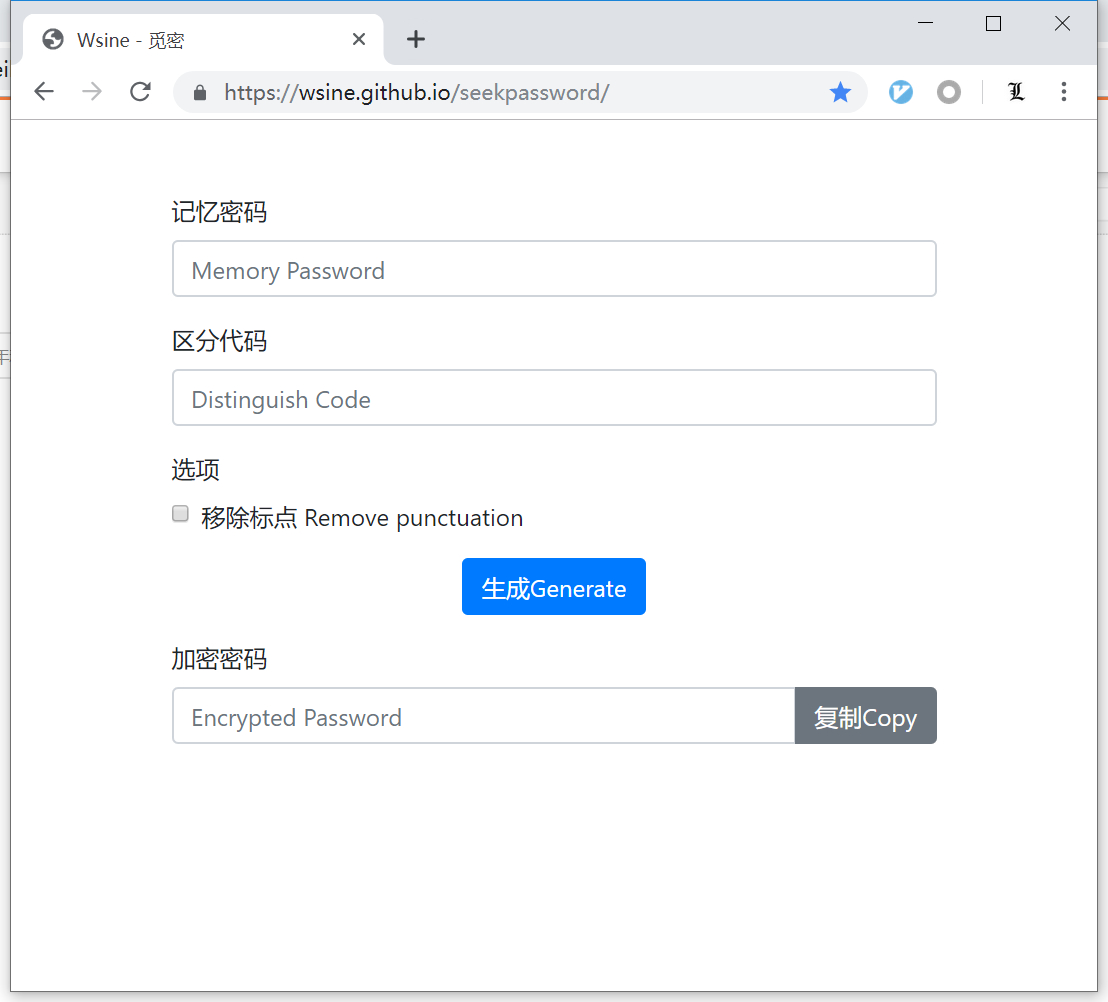 Wsine - 觅密
https://wsine.github.io/seekpassword/
记忆密码
Memory Password
区分代码
Distinguish Code
选项
移除标点 Remove punctuation
生成Generate
加密密码
Encrypted Password
复制Copy